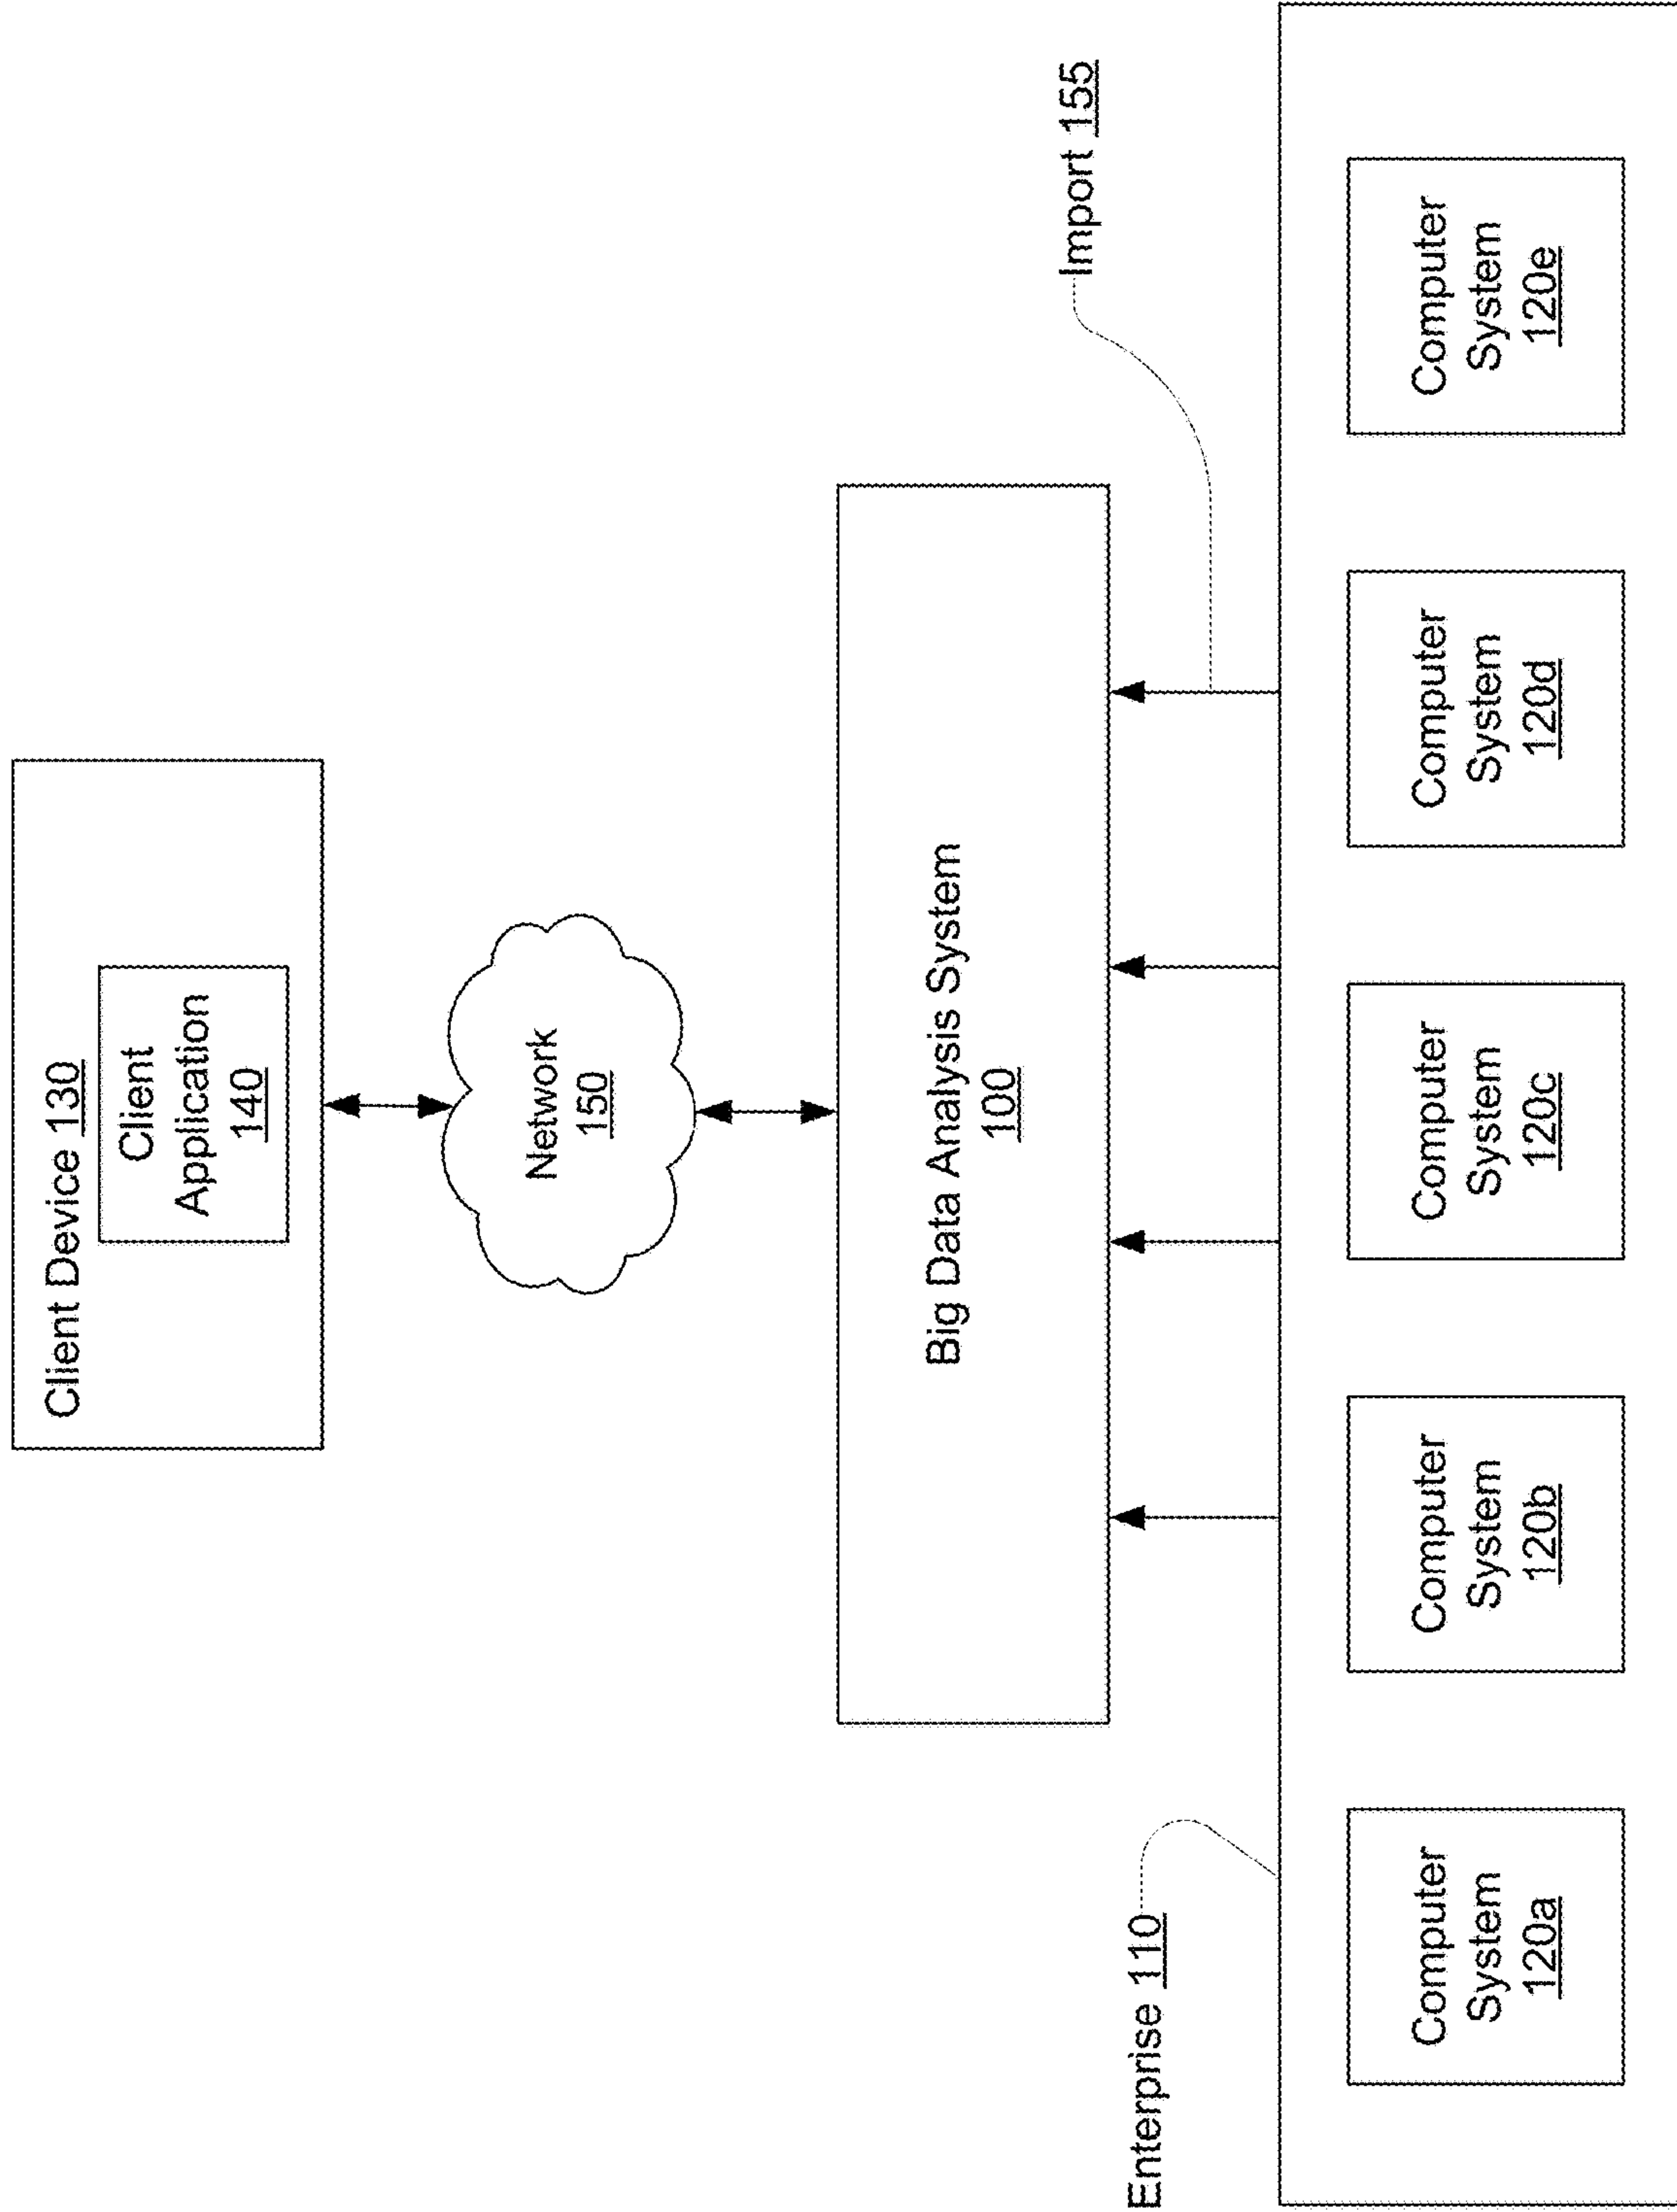 Client Device 130
Client
Application
140
Network
150
Big Data Analysis System
100
Import 155
Enterprise 110
Computer
System
120a
Computer
System
120b
Computer
System
120c
Computer
System
120d
Computer
System
120e